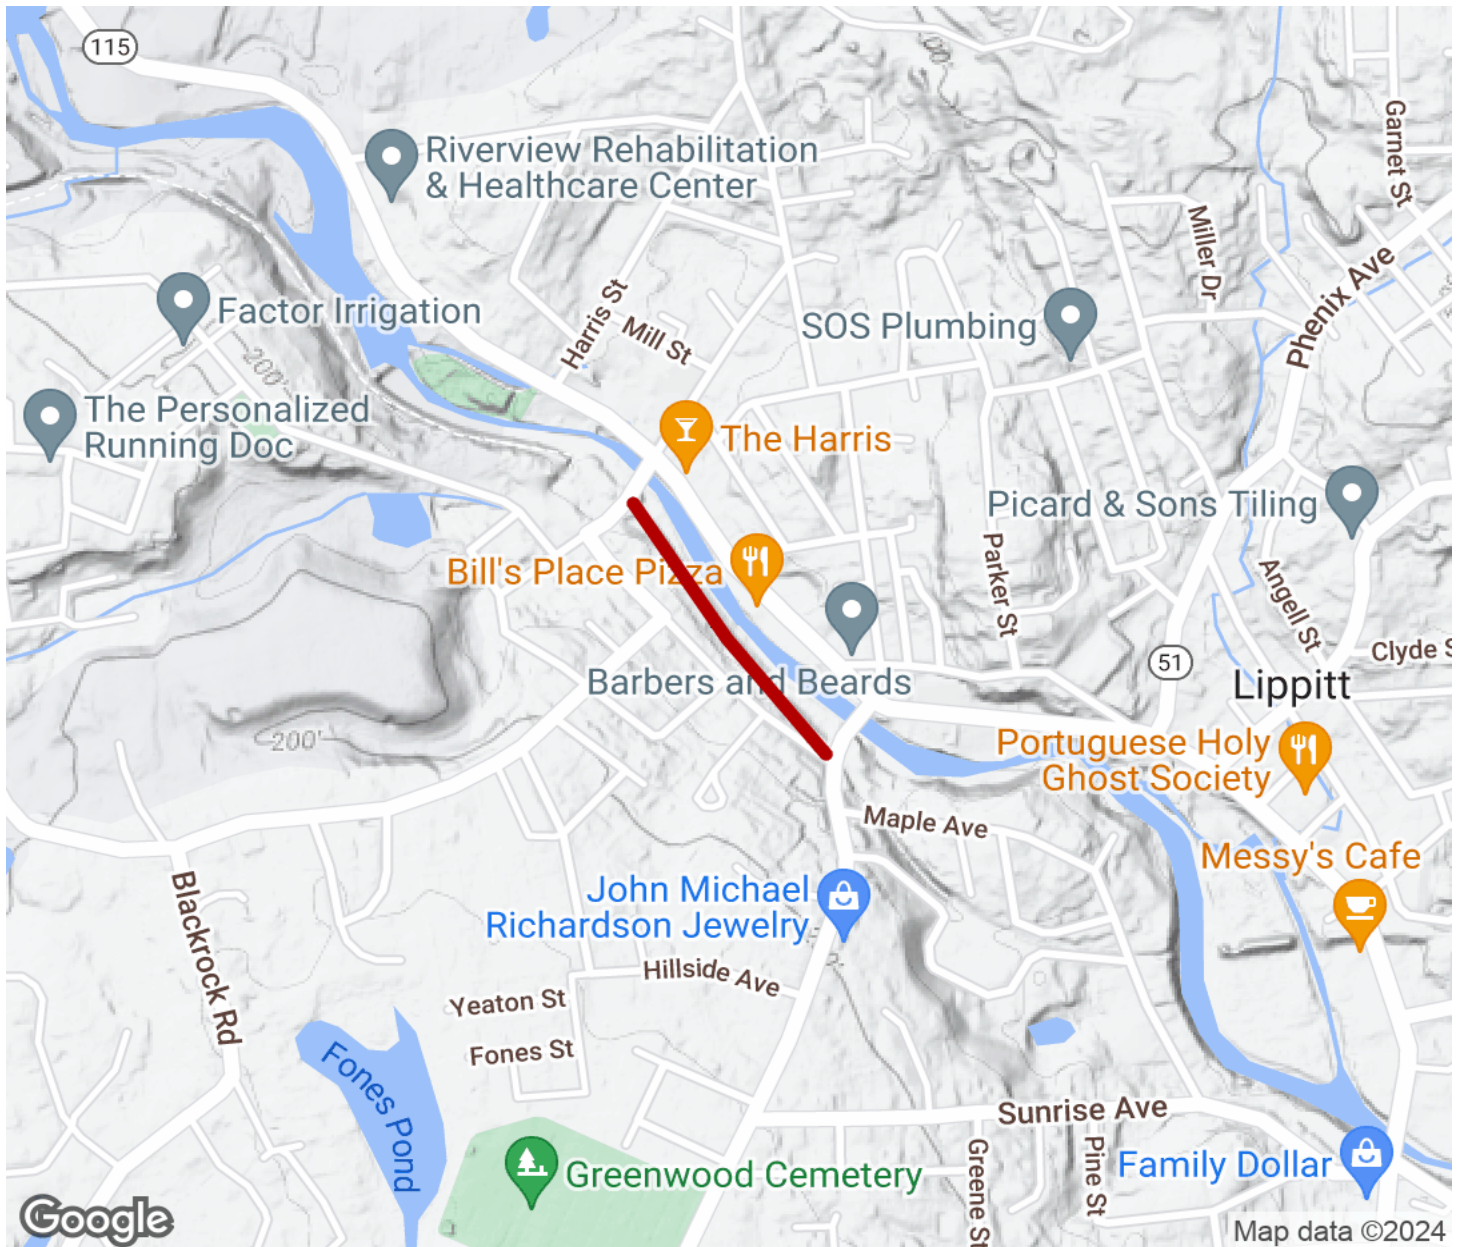 115
Riverview Rehabilitation
& Healthcare Center
Garnet St
Miller Dr
Phenix Ave
Factor Irrigation
Harris St
Mill St
SOS Plumbing
200'
200'
The Personalized
Running Doc
The Harris
Picard & Sons Tiling
Bill's Place Pizza
Parker St
Angell St
Clyde S
51
Barbers and Beards
Lippitt
200'
Portuguese Holy
Ghost Society
Maple Ave
Messy's Cafe
John Michael
Richardson Jewelry
Blackrock Rd
Hillside Ave
Yeaton St
Fones St
Fones Pond
Sunrise Ave
Greene St
Pine St
Greenwood Cemetery
Family Dollar
Google
Map data ©2024